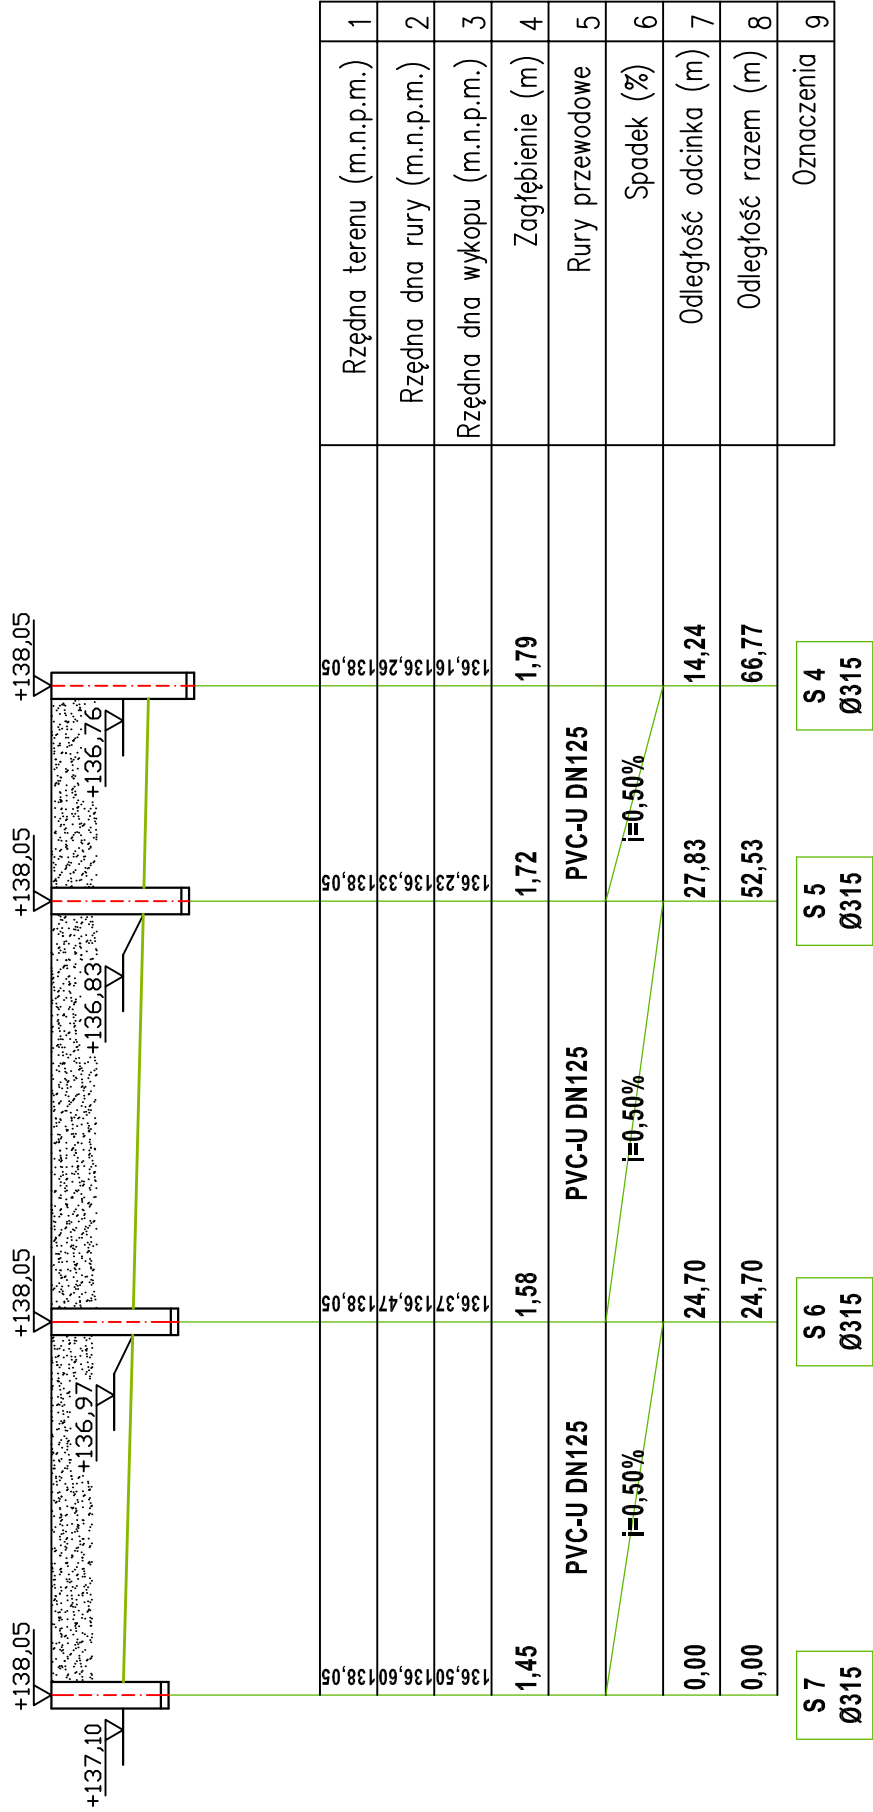 +138,05
+138,05
+138,05
+138,05
+137,10
+136,97
+136,83
+136,76
138,05 138,05 138,05 138,05 Rzędna terenu (m.n.p.m.) 1
136,60 136,47 136,33 136,26 Rzędna dna rury (m.n.p.m.) 2
136,50 136,37 136,23 136,16 Rzędna dna wykopu (m.n.p.m.) 3
1,45 1,58 1,72 1,79 Zagłębienie (m) 4
PVC-U DN125 PVC-U DN125 PVC-U DN125 Rury przewodowe 5
i=0,50% i=0,50% i=0,50% Spadek (%) 6
0,00 24,70 27,83 14,24 Odległość odcinka (m) 7
0,00 24,70 52,53 66,77 Odległość razem (m) 8
Oznaczenia 9
S 7
Ø315
S 6
Ø315
S 5
Ø315
S 4
Ø315